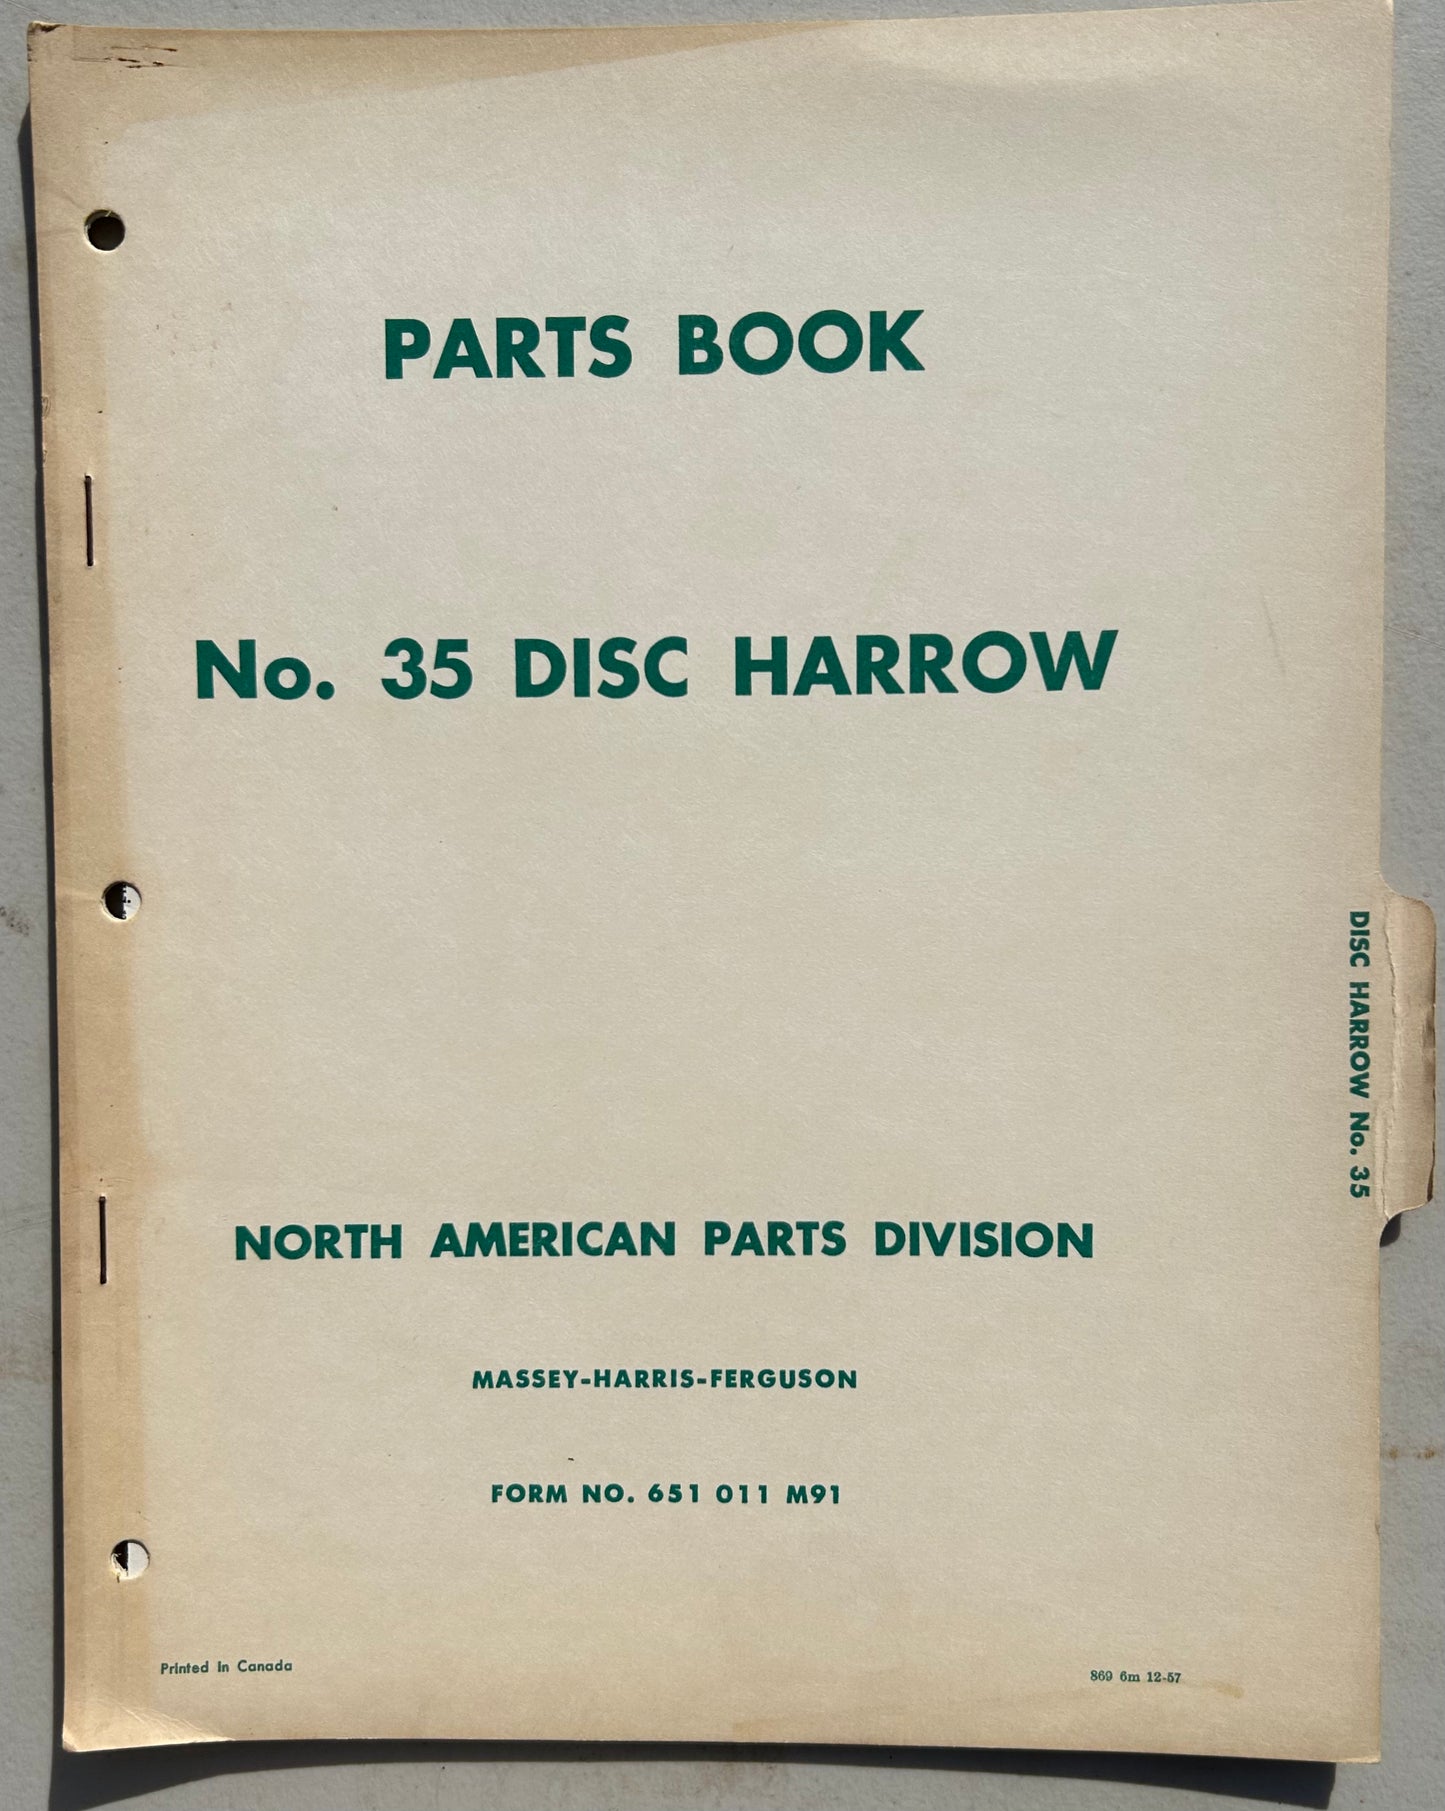 PARTS BOOK
No. 35 DISC HARROW
DISC HARROW No. 35
NORTH AMERICAN PARTS DIVISION
MASSEY-HARRIS-FERGUSON
FORM NO. 651 011 M91
Printed In Canada
869 6m 12-57